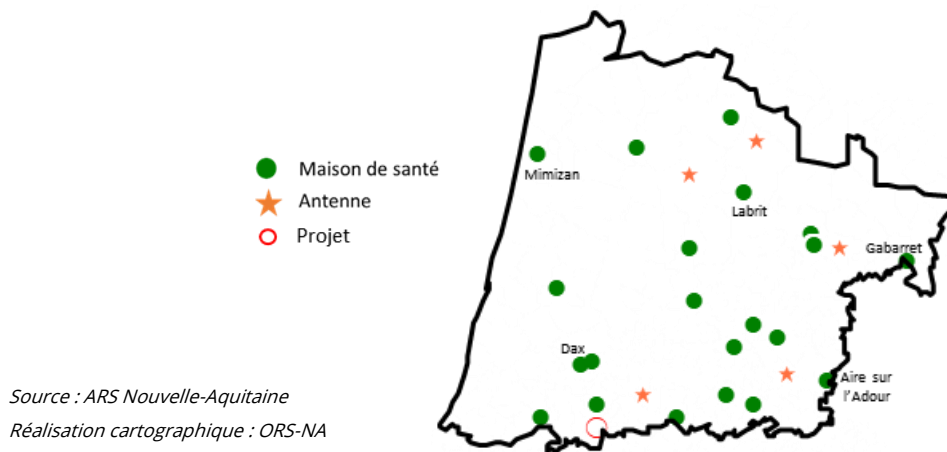 Maison de santé
Antenne
Projet
Mimizan
Labrit
Gabarret
Dax
Aire sur
l'Adour
Source : ARS Nouvelle-Aquitaine
Réalisation cartographique : ORS-NA